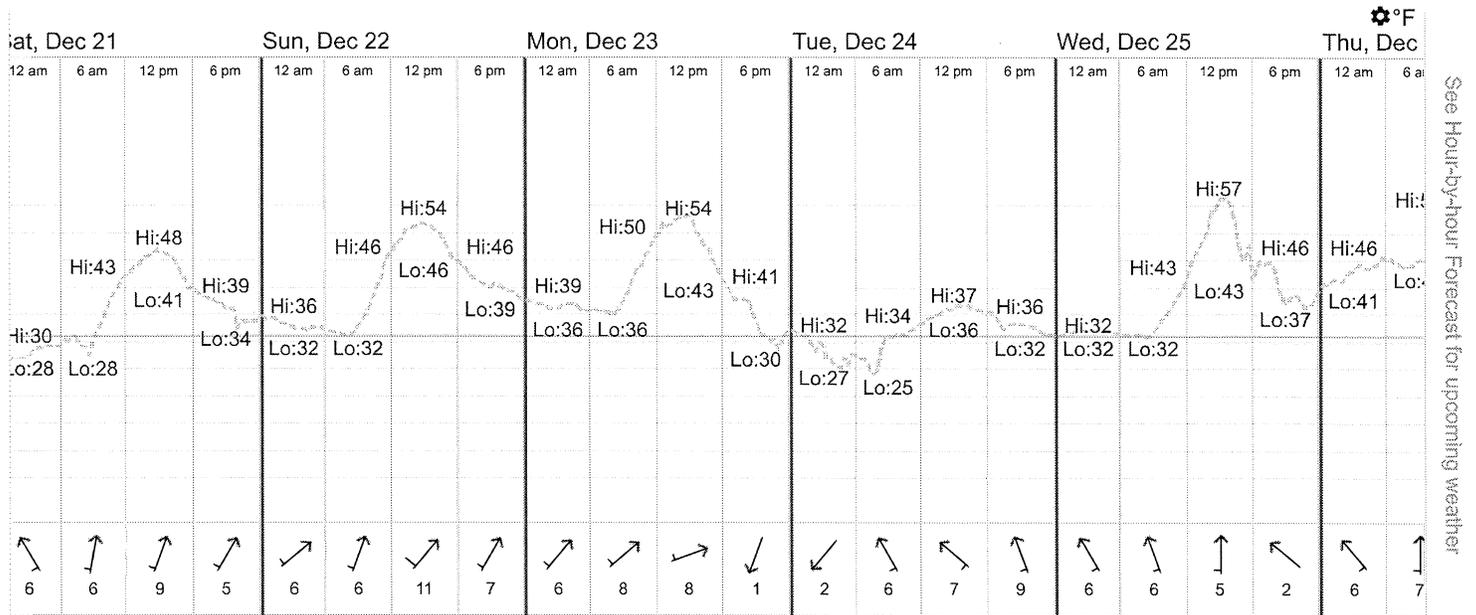 °F
Sat, Dec 21 Sun, Dec 22 Mon, Dec 23 Tue, Dec 24 Wed, Dec 25 Thu, Dec
12 am 6 am 12 pm 6 pm 12 am 6 am 12 pm 6 pm 12 am 6 am 12 pm 6 pm 12 am 6 am 12 pm 6 pm 12 am 6 am 12 pm 6 pm 12 am 6 a
Hi:57
Hi:54 Hi:54
Hi:50
Hi:48 Hi:46 Hi:46 Hi:46 Hi:46
Hi:43 Lo:46 Hi:41 Hi:43
Hi:39 Hi:39 Lo:43 Lo:43
Lo:41 Hi:36 Lo:39 Hi:37 Hi:36 Lo:41
Hi:34 Lo:37
Hi:30 Lo:34 Lo:36 Lo:36 Hi:32 Lo:36 Hi:32
Lo:32 Lo:32 Lo:30 Lo:32 Lo:32 Lo:32
Lo:28 Lo:28 Lo:27 Lo:25
6 6 9 5 6 6 11 7 6 8 8 1 2 6 7 9 6 6 5 2 6 7
See Hour-by-hour Forecast for upcoming weather